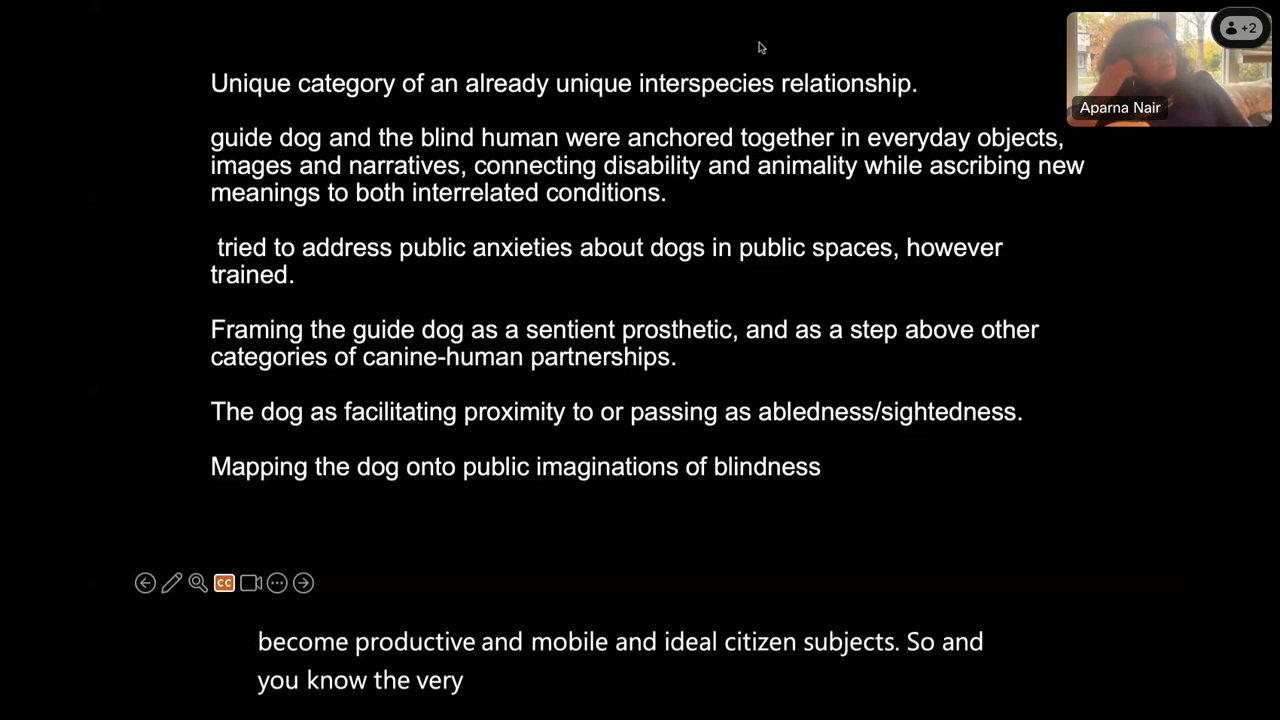 +2
Aparna Nair
Unique category of an already unique interspecies relationship.
guide dog and the blind human were anchored together in everyday objects,
images and narratives, connecting disability and animality while ascribing new
meanings to both interrelated conditions.
tried to address public anxieties about dogs in public spaces, however
trained.
Framing the guide dog as a sentient prosthetic, and as a step above other
categories of canine-human partnerships.
The dog as facilitating proximity to or passing as abledness/sightedness.
Mapping the dog onto public imaginations of blindness
CC
become productive and mobile and ideal citizen subjects. So and
you know the very